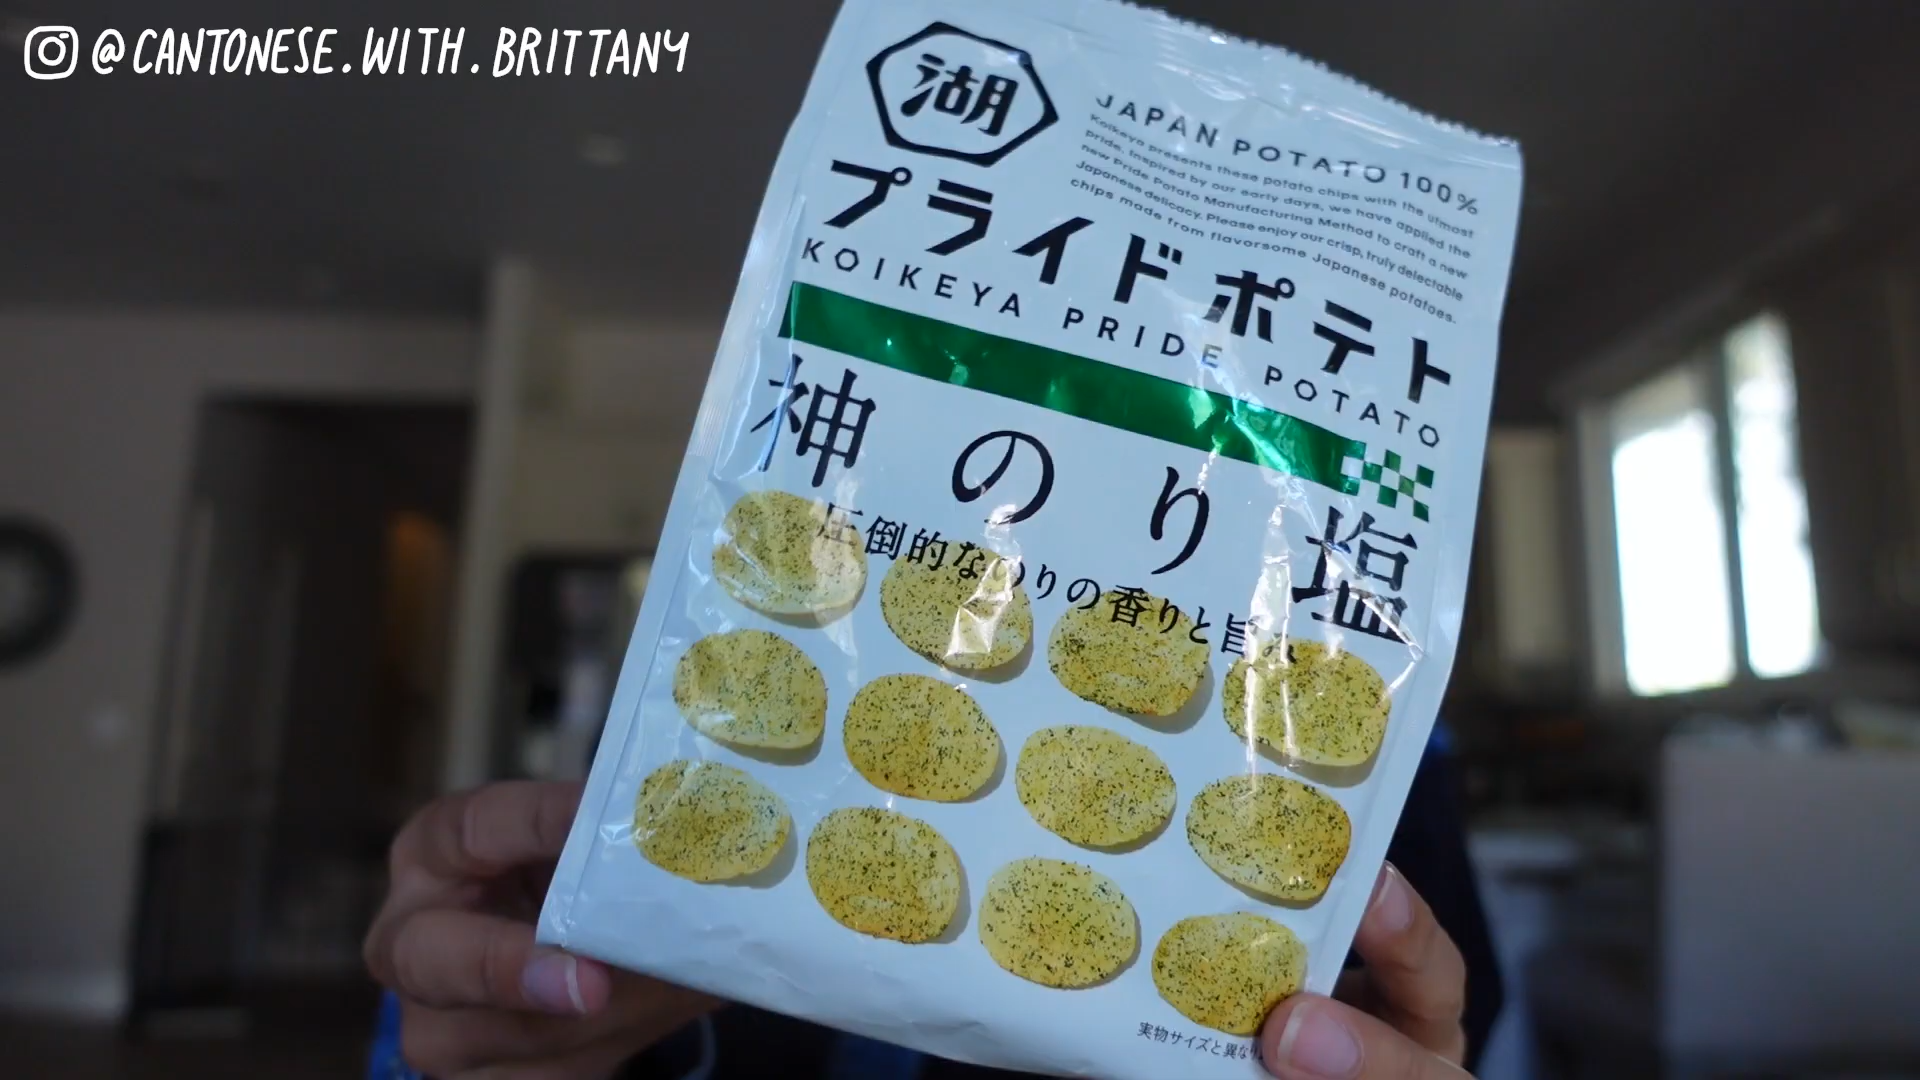 @CANTONESE.WITH.BRITTANY
湖
JAPAN POTATO 100%
Koikeya presents these potato chips with the utmost
pride. Inspired by our early days, we have applied the
new Pride Potato Manufacturing Method to craft a new
Japanese delicacy. Please enjoy our crisp, truly delectable
chips made from flavorsome Japanese potatoes.
プライドポテト
KOIKEYA PRIDE POTATO
神のり塩
圧倒的なのりの香りと旨み
実物サイズと異なり